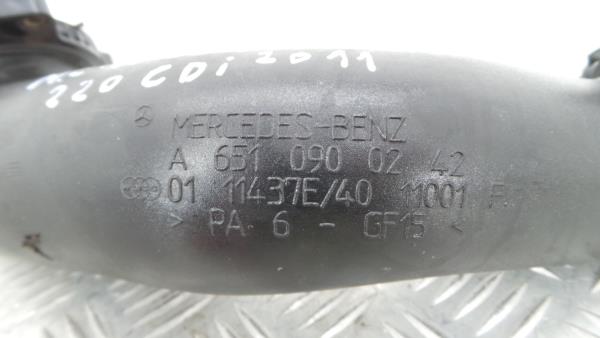 220 CDi 2011
MERCEDES-BENZ
A 651 090 02 42
01 11437E/40 11001
> PA 6 - GF15 <